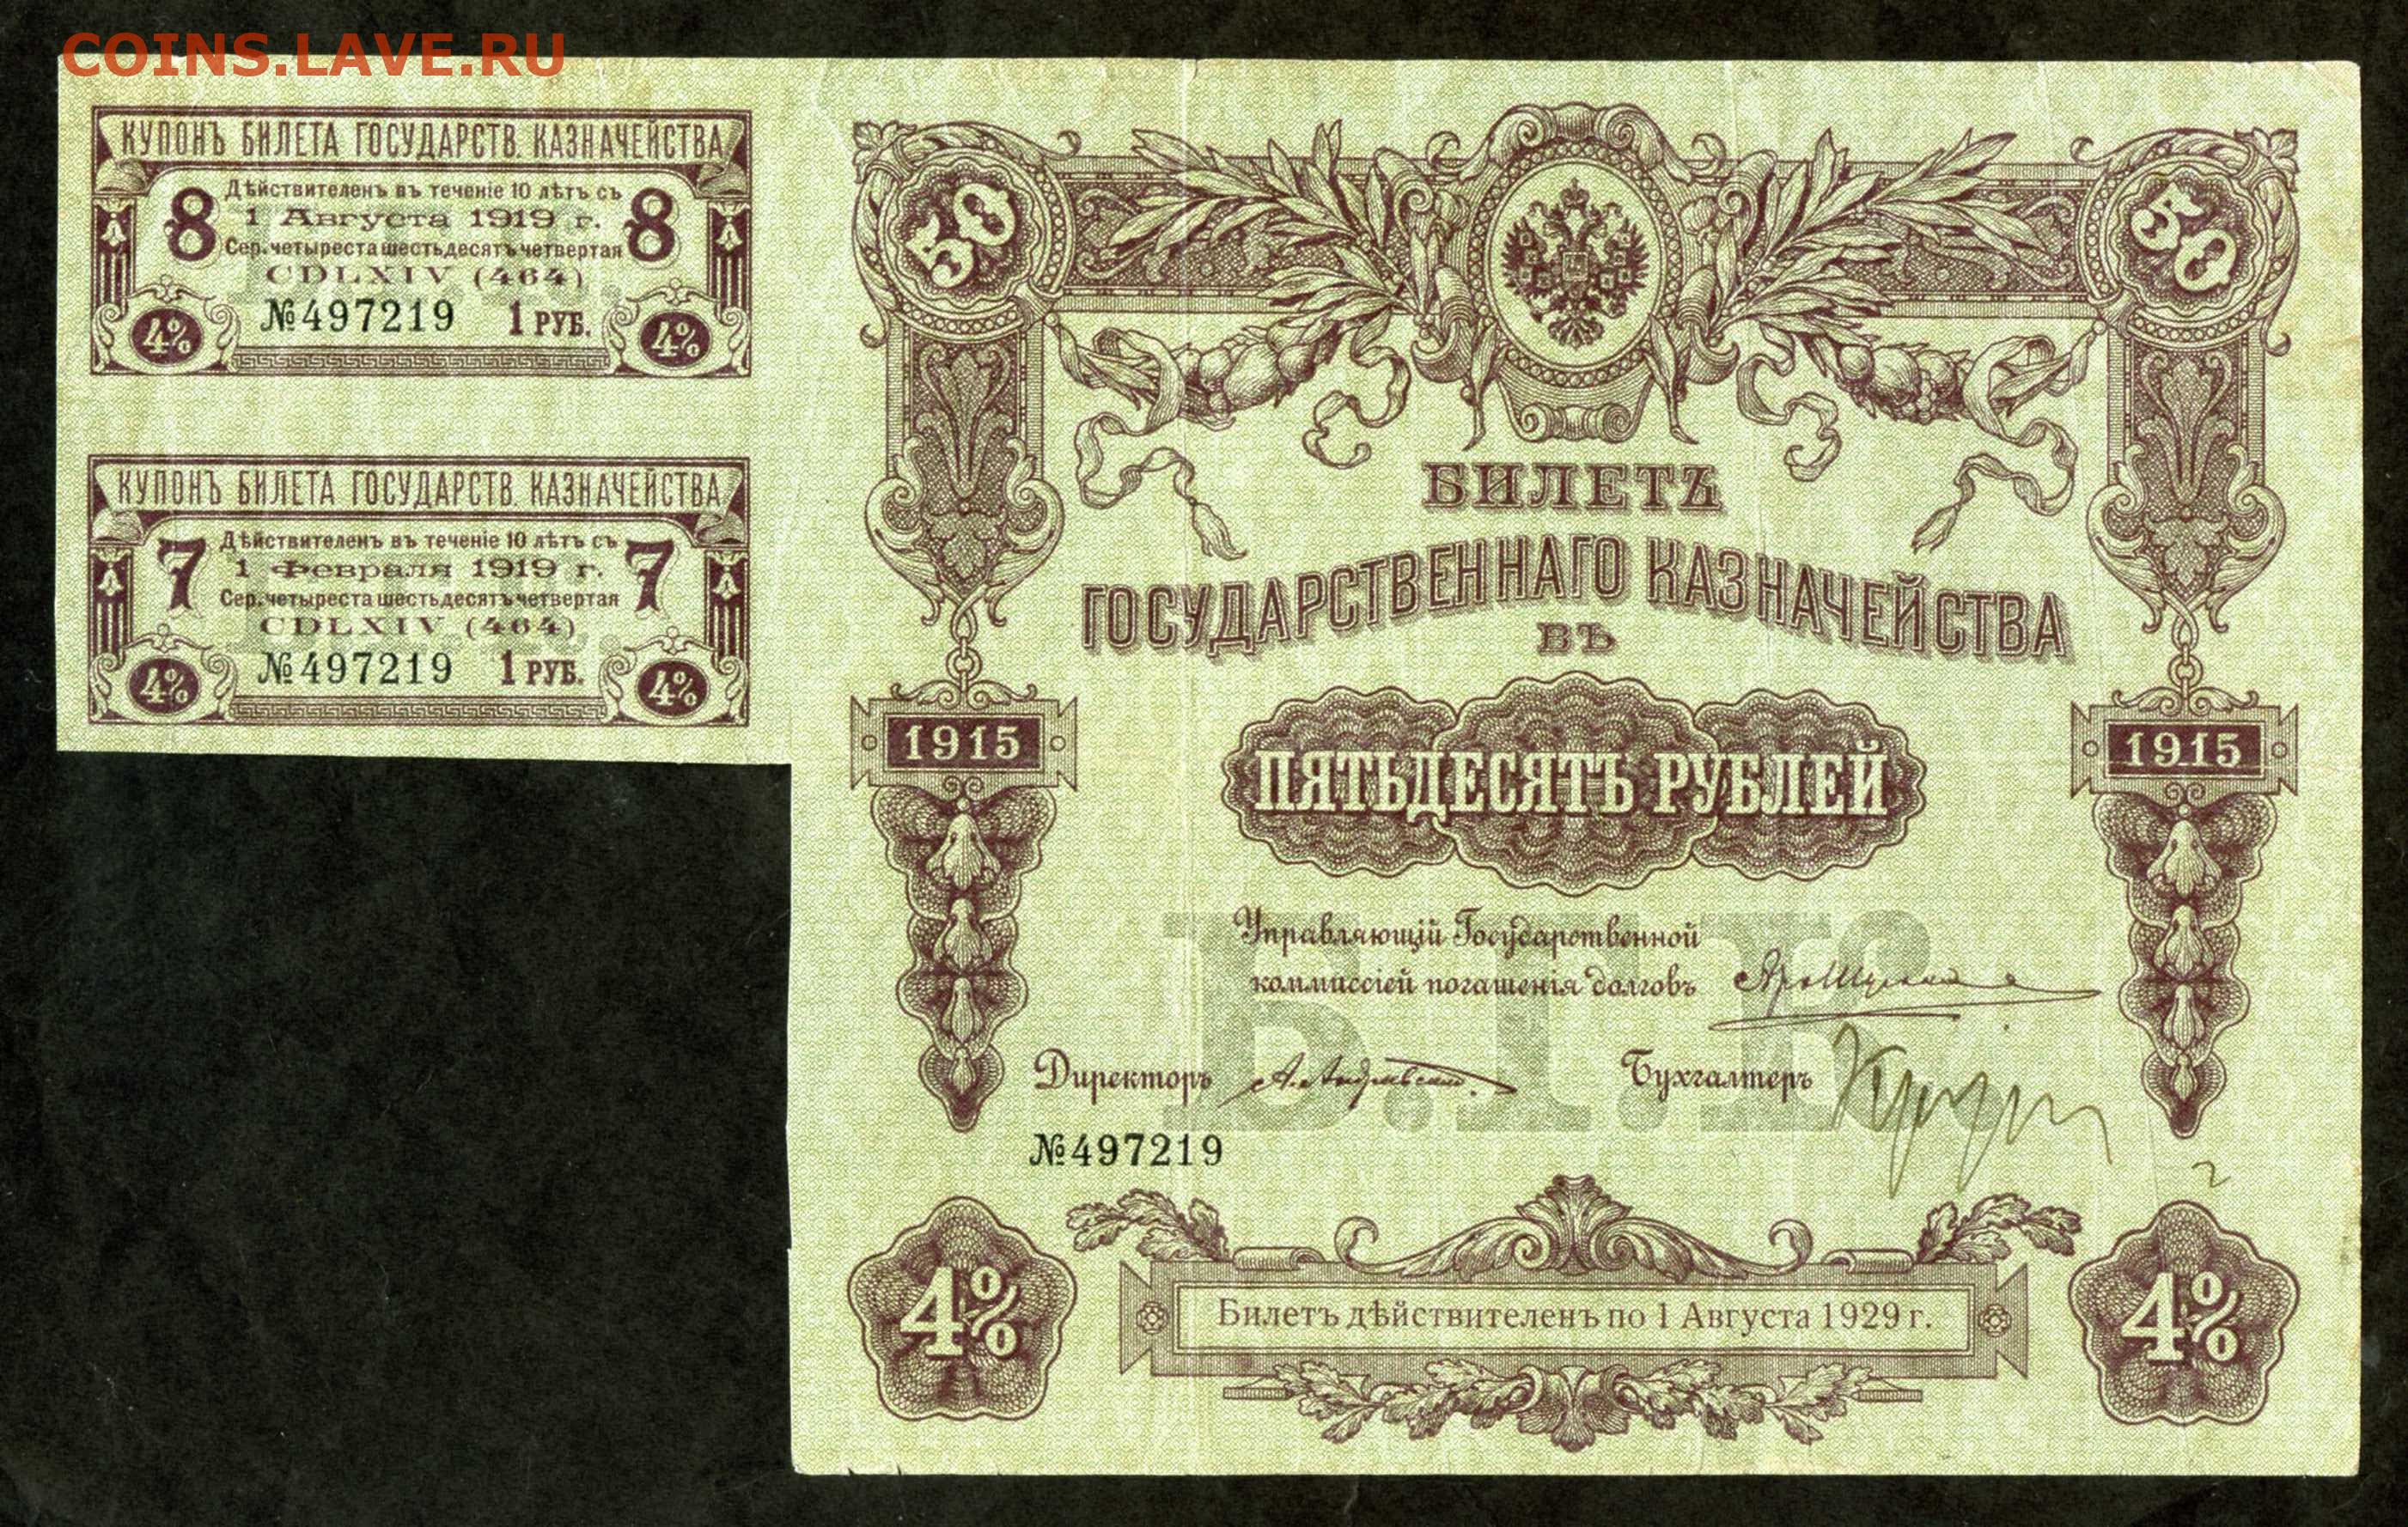 COINS.LAVE.RU
КУПОНЪ БИЛЕТА ГОСУДАРСТВ. КАЗНАЧЕЙСТВА
8 Дѣйствителенъ въ теченіе 10 лѣтъ съ 8
1 Августа 1919 г.
Сер. четыреста шестьдесятъ четвертая
CDLXIV (464)
№497219 1 РУБ.
4% 4%
КУПОНЪ БИЛЕТА ГОСУДАРСТВ. КАЗНАЧЕЙСТВА
7 Дѣйствителенъ въ теченіе 10 лѣтъ съ 7
1 Февраля 1919 г.
Сер. четыреста шестьдесятъ четвертая
CDLXIV (464)
№497219 1 РУБ.
4% 4%
50 50
БИЛЕТЪ
ГОСУДАРСТВЕННАГО КАЗНАЧЕЙСТВА
ВЪ
1915 1915
ПЯТЬДЕСЯТЪ РУБЛЕЙ
Управляющій Государственной
коммиссіей погашенія долговъ
Директоръ Бухгалтеръ
№497219
4% 4%
Билетъ дѣйствителенъ по 1 Августа 1929 г.